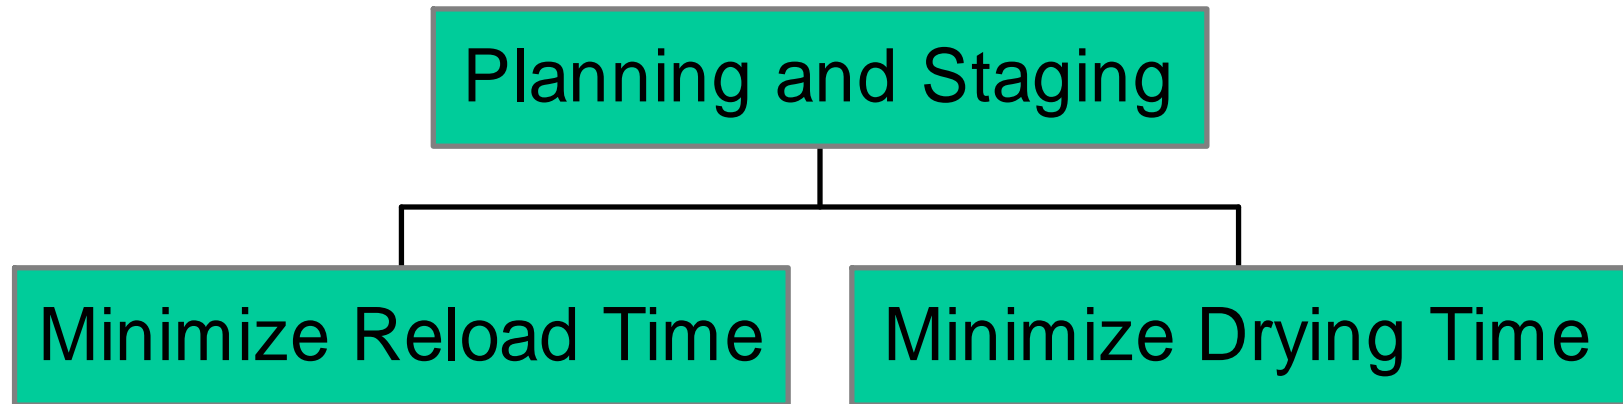 Planning and Staging
Minimize Reload Time
Minimize Drying Time